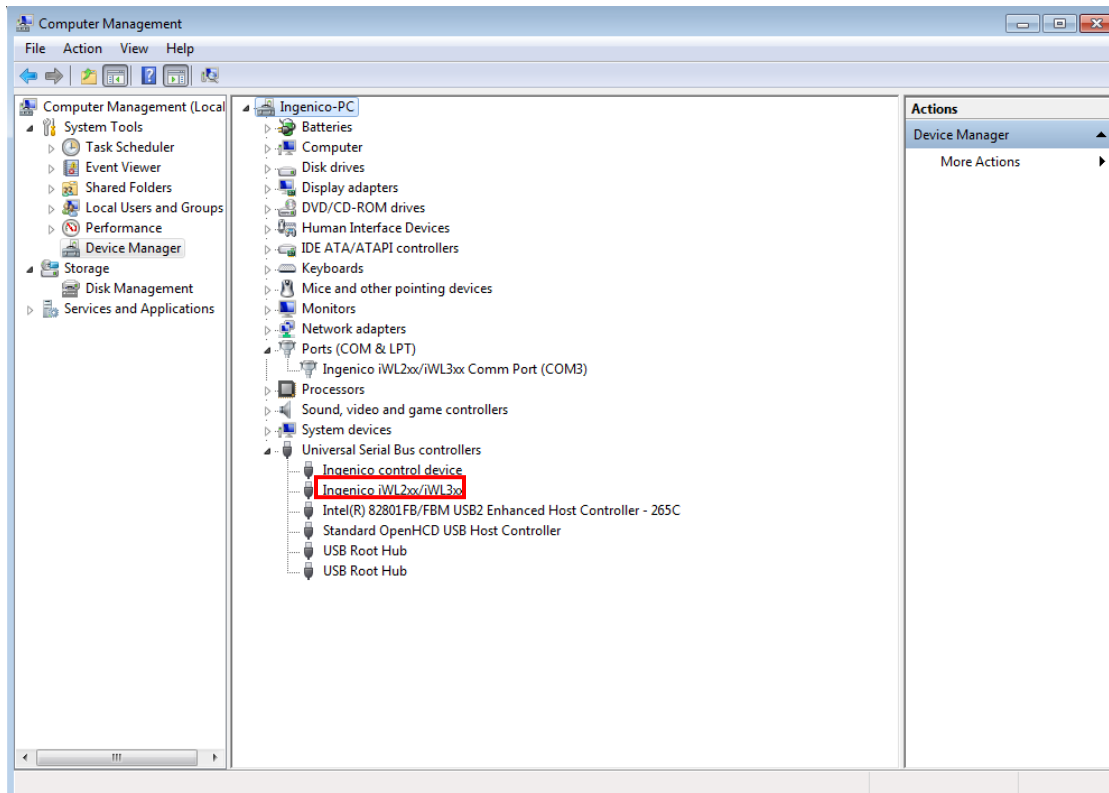 Computer Management
File Action View Help
Computer Management (Local
System Tools
Task Scheduler
Event Viewer
Shared Folders
Local Users and Groups
Performance
Device Manager
Storage
Disk Management
Services and Applications
Ingenico-PC
Batteries
Computer
Disk drives
Display adapters
DVD/CD-ROM drives
Human Interface Devices
IDE ATA/ATAPI controllers
Keyboards
Mice and other pointing devices
Monitors
Network adapters
Ports (COM & LPT)
Ingenico iWL2xx/iWL3xx Comm Port (COM3)
Processors
Sound, video and game controllers
System devices
Universal Serial Bus controllers
Ingenico control device
Ingenico iWL2xx/iWL3xx
Intel(R) 82801FB/FBM USB2 Enhanced Host Controller - 265C
Standard OpenHCD USB Host Controller
USB Root Hub
USB Root Hub
Actions
Device Manager
More Actions